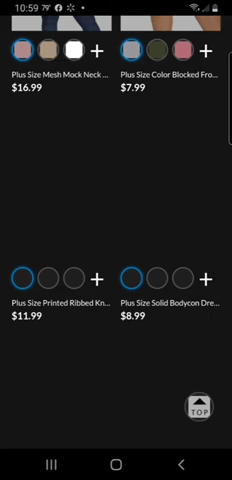 10:59 79°
Plus Size Mesh Mock Neck ...
Plus Size Color Blocked Fro...
$16.99
$7.99
Plus Size Printed Ribbed Kn...
Plus Size Solid Bodycon Dre...
$11.99
$8.99
TOP